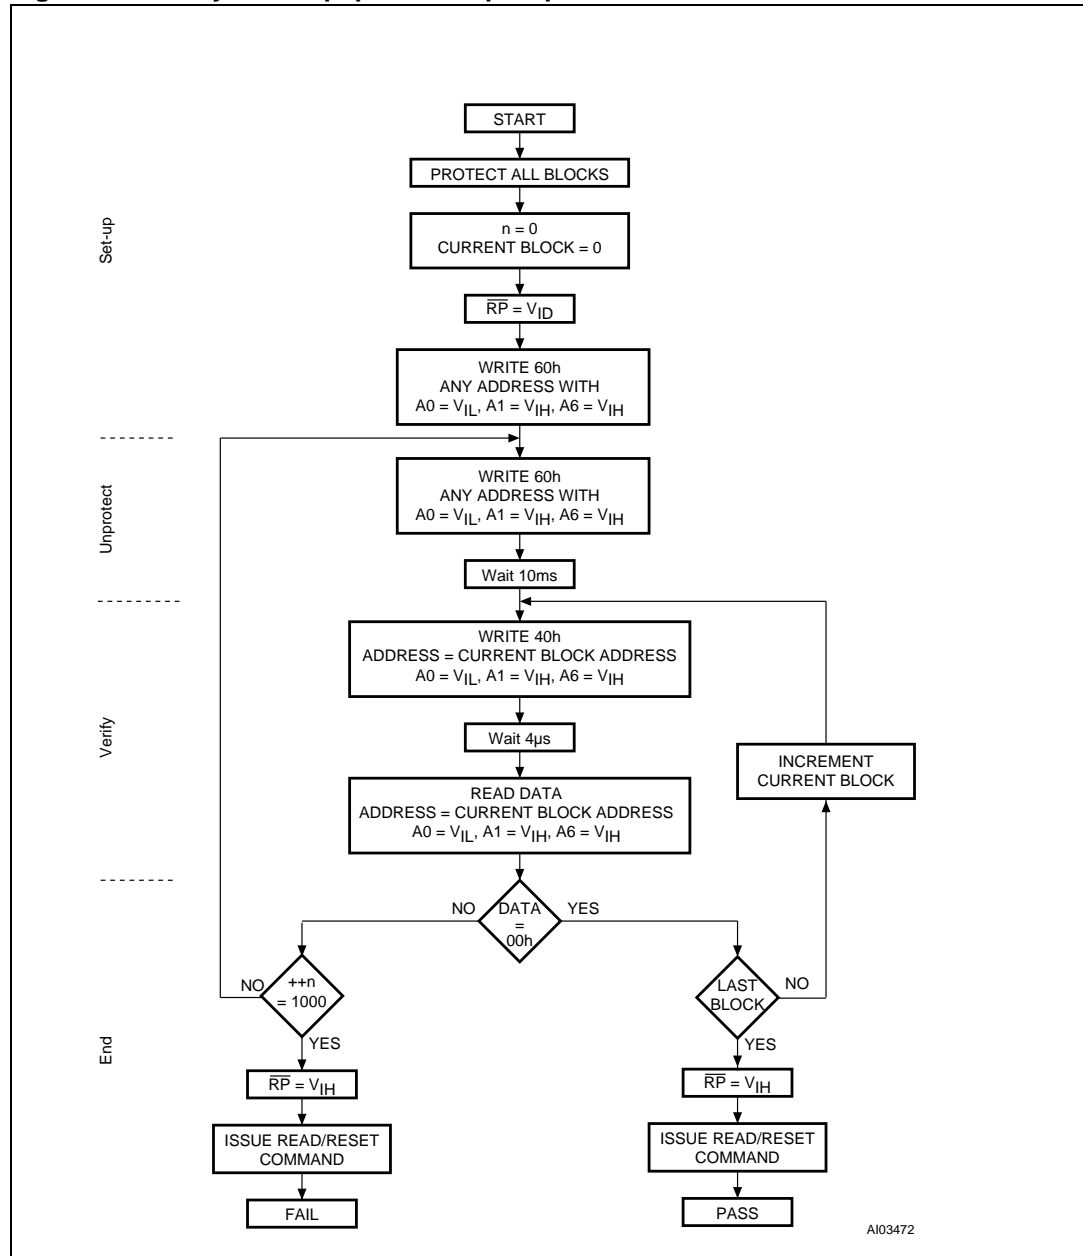 START
PROTECT ALL BLOCKS
n = 0
CURRENT BLOCK = 0
Set-up
RP = VID
WRITE 60h
ANY ADDRESS WITH
A0 = VIL, A1 = VIH, A6 = VIH
WRITE 60h
ANY ADDRESS WITH
A0 = VIL, A1 = VIH, A6 = VIH
Unprotect
Wait 10ms
WRITE 40h
ADDRESS = CURRENT BLOCK ADDRESS
A0 = VIL, A1 = VIH, A6 = VIH
Verify
Wait 4µs
INCREMENT
CURRENT BLOCK
READ DATA
ADDRESS = CURRENT BLOCK ADDRESS
A0 = VIL, A1 = VIH, A6 = VIH
NO
DATA
=
00h
YES
NO
++n
= 1000
YES
LAST
BLOCK
NO
YES
End
RP = VIH
RP = VIH
ISSUE READ/RESET
COMMAND
ISSUE READ/RESET
COMMAND
FAIL
PASS
AI03472